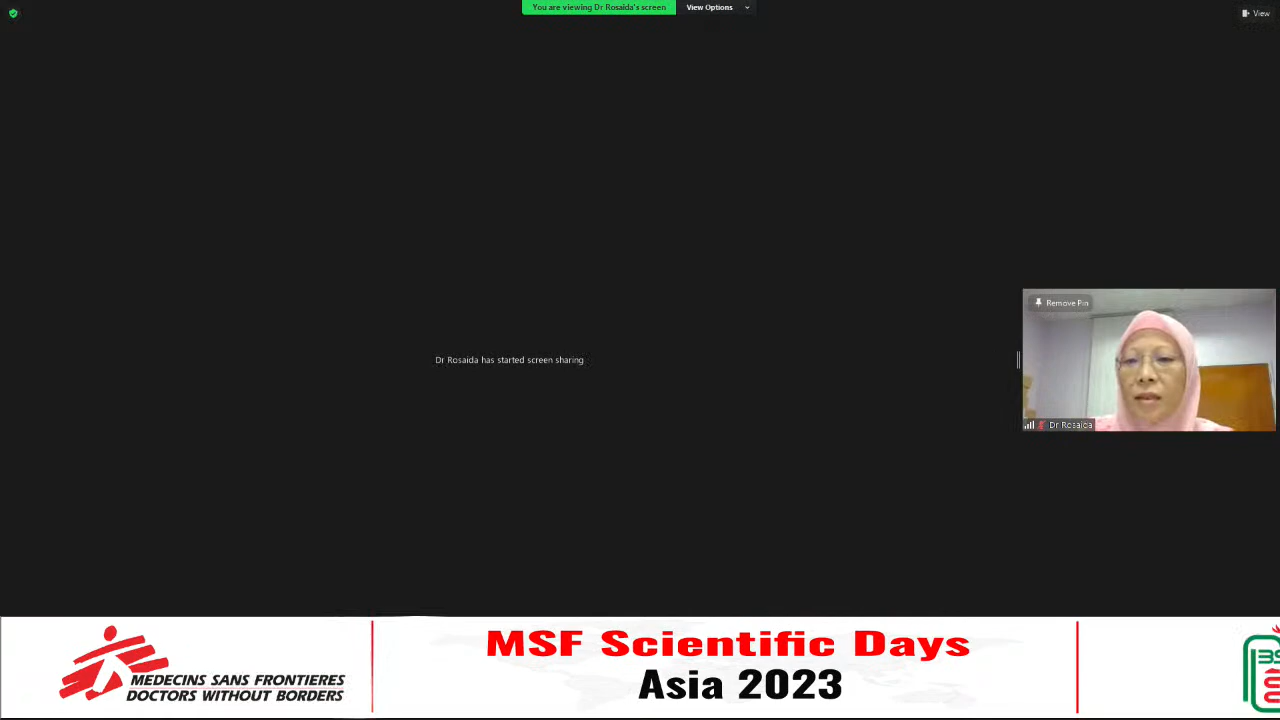 You are viewing Dr Rosaida's screen
View Options
View
Dr Rosaida has started screen sharing
Remove Pin
Dr Rosaida
MEDECINS SANS FRONTIERES
DOCTORS WITHOUT BORDERS
MSF Scientific Days
Asia 2023